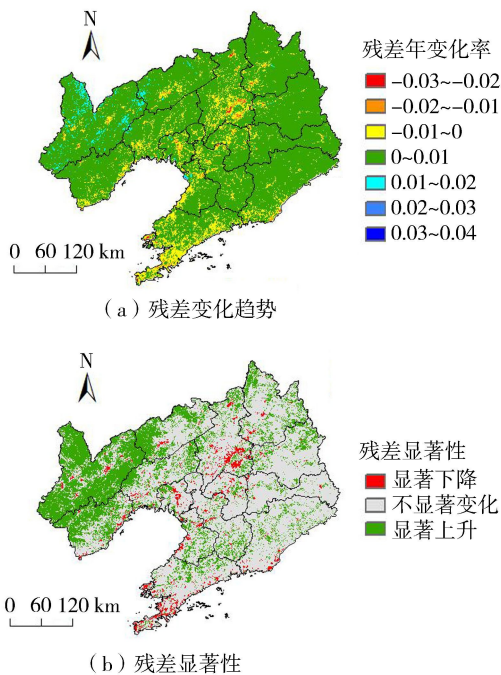 N
残差年变化率
-0.03~-0.02
-0.02~-0.01
-0.01~0
0~0.01
0.01~0.02
0.02~0.03
0.03~0.04
0 60 120 km
(a)残差变化趋势
N
残差显著性
显著下降
不显著变化
显著上升
0 60 120 km
(b)残差显著性